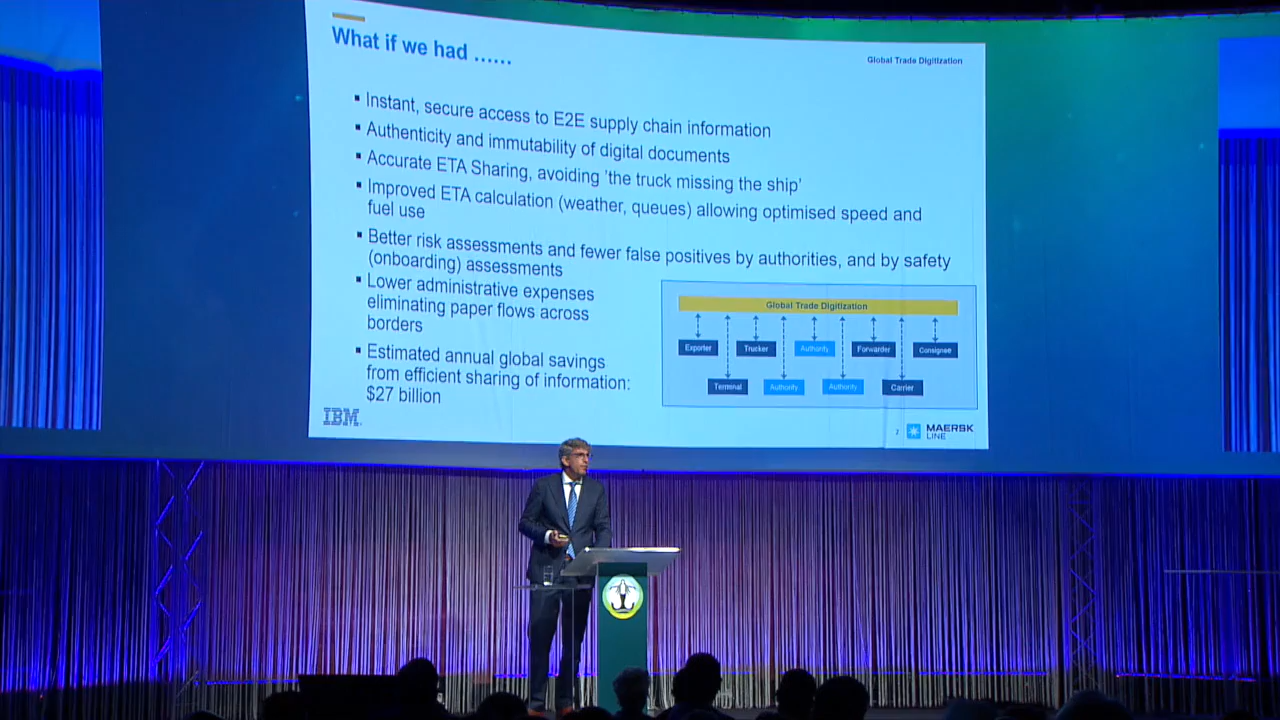 What if we had ......
Global Trade Digitization
▪ Instant, secure access to E2E supply chain information
▪ Authenticity and immutability of digital documents
▪ Accurate ETA Sharing, avoiding 'the truck missing the ship'
▪ Improved ETA calculation (weather, queues) allowing optimised speed and
fuel use
▪ Better risk assessments and fewer false positives by authorities, and by safety
(onboarding) assessments
▪ Lower administrative expenses
eliminating paper flows across
borders
▪ Estimated annual global savings
from efficient sharing of information:
$27 billion
Global Trade Digitization
Exporter
Trucker
Authority
Forwarder
Consignee
Terminal
Authority
Authority
Carrier
IBM
2
MAERSK
LINE